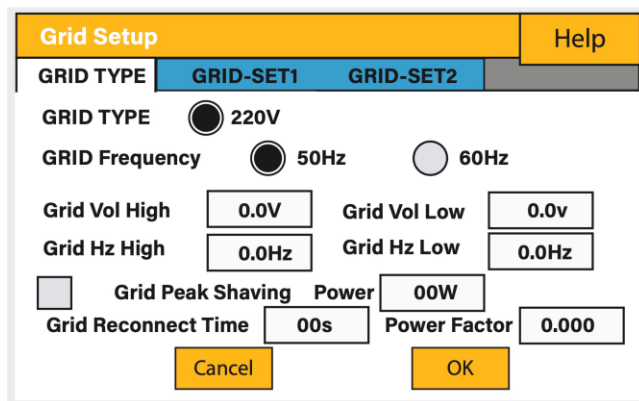 Grid Setup Help
GRID TYPE GRID-SET1 GRID-SET2
GRID TYPE 220V
GRID Frequency 50Hz 60Hz
Grid Vol High 0.0V Grid Vol Low 0.0v
Grid Hz High 0.0Hz Grid Hz Low 0.0Hz
Grid Peak Shaving Power 00W
Grid Reconnect Time 00s Power Factor 0.000
Cancel OK